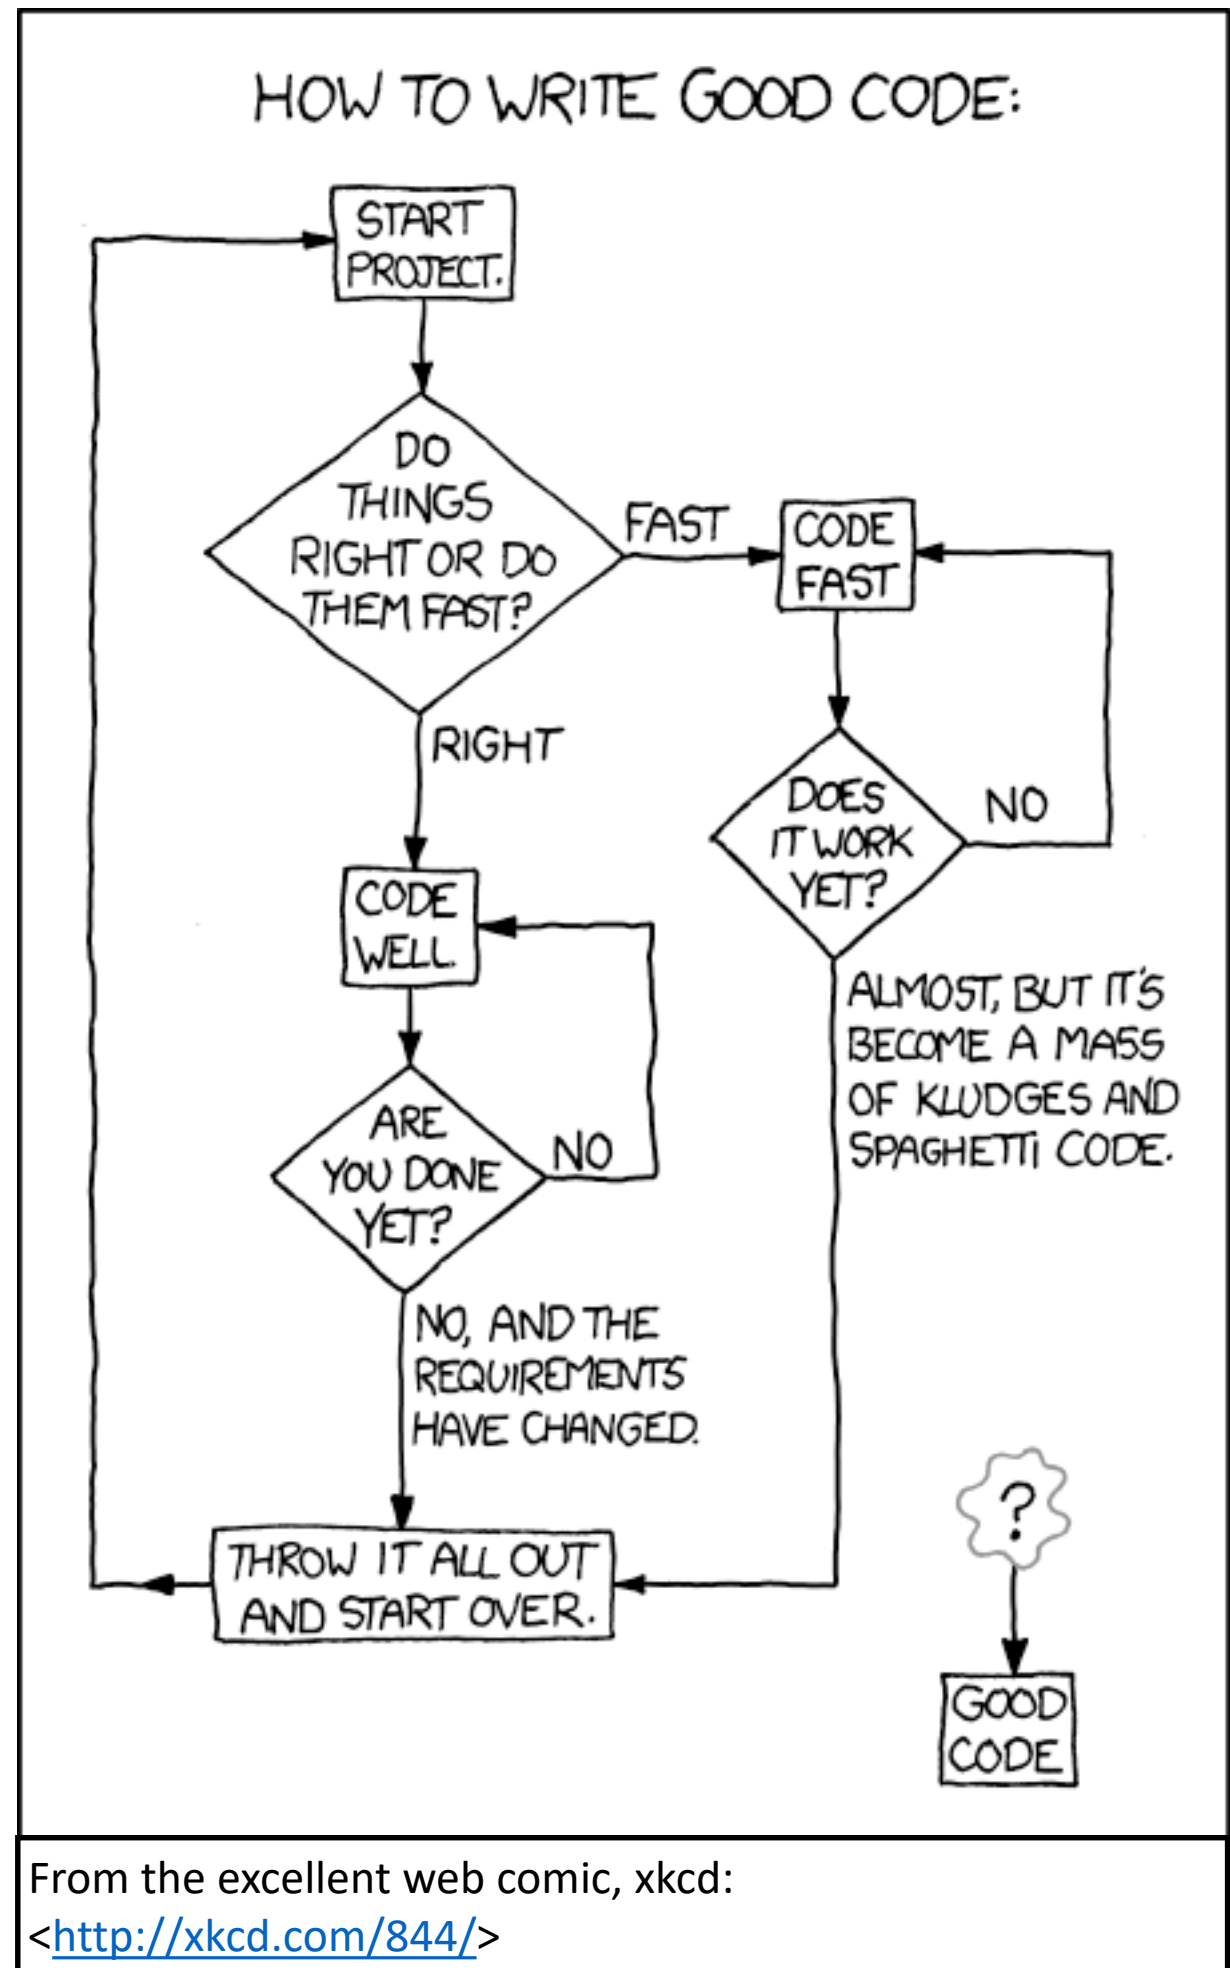 HOW TO WRITE GOOD CODE:
START
PROJECT.
DO
THINGS
RIGHT OR DO
THEM FAST?
FAST
CODE
FAST
RIGHT
DOES
IT WORK
YET?
NO
CODE
WELL.
ALMOST, BUT IT'S
BECOME A MASS
OF KLUDGES AND
SPAGHETTI CODE.
ARE
YOU DONE
YET?
NO
NO, AND THE
REQUIREMENTS
HAVE CHANGED.
?
THROW IT ALL OUT
AND START OVER.
GOOD
CODE
From the excellent web comic, xkcd:
<http://xkcd.com/844/>